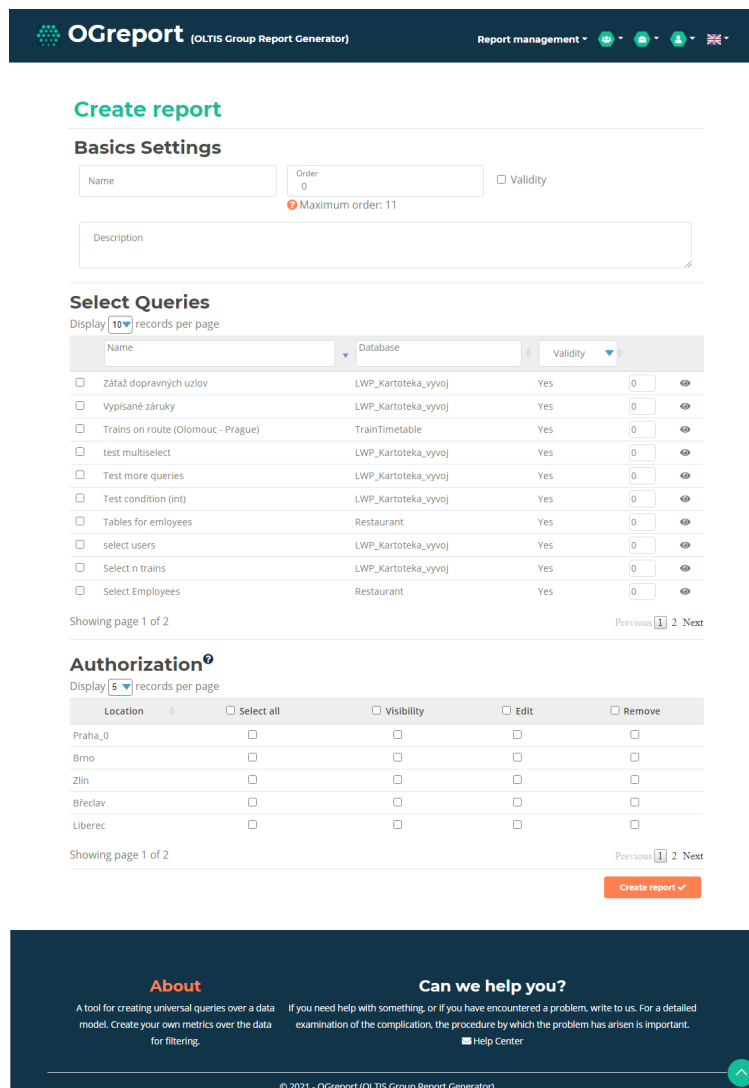 OGreport (OLTIS Group Report Generator) Report management
Create report
Basics Settings
Name Order 0 Validity
Maximum order: 11
Description
Select Queries
Display 10 records per page
Name Database Validity
Záťaž dopravných uzlov LWP_Kartoteka_vyvoj Yes 0
Vypísané záruky LWP_Kartoteka_vyvoj Yes 0
Trains on route (Olomouc - Prague) TrainTimetable Yes 0
test multiselect LWP_Kartoteka_vyvoj Yes 0
Test more queries LWP_Kartoteka_vyvoj Yes 0
Test condition (int) LWP_Kartoteka_vyvoj Yes 0
Tables for emloyees Restaurant Yes 0
select users LWP_Kartoteka_vyvoj Yes 0
Select n trains LWP_Kartoteka_vyvoj Yes 0
Select Employees Restaurant Yes 0
Showing page 1 of 2 Previous 1 2 Next
Authorization
Display 5 records per page
Location Select all Visibility Edit Remove
Praha_0
Brno
Zlín
Břeclav
Liberec
Showing page 1 of 2 Previous 1 2 Next
Create report
About
A tool for creating universal queries over a data
model. Create your own metrics over the data
for filtering.
Can we help you?
If you need help with something, or if you have encountered a problem, write to us. For a detailed
examination of the complication, the procedure by which the problem has arisen is important.
Help Center
© 2021 - OGreport (OLTIS Group Report Generator)